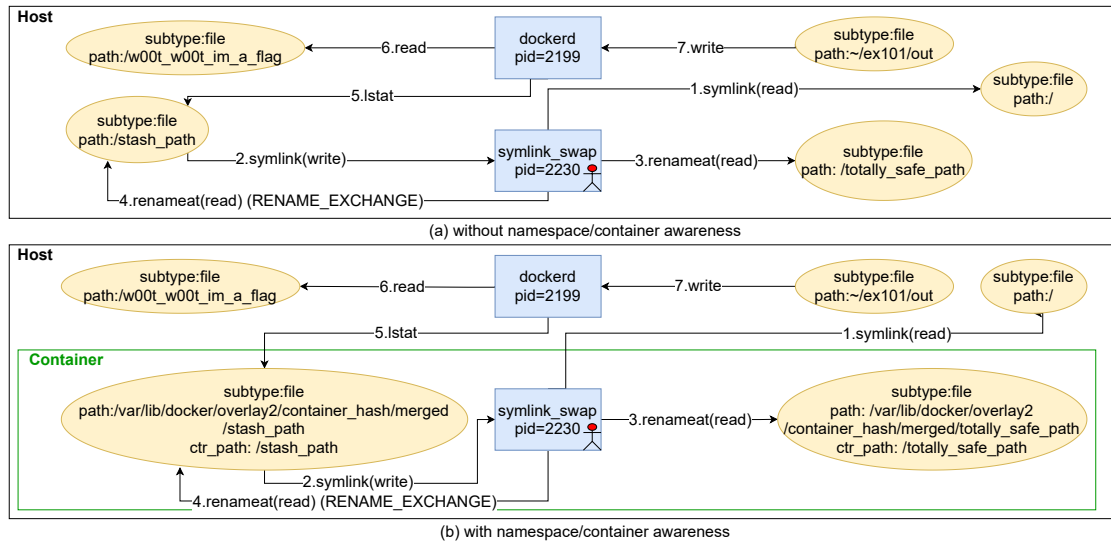 Host
subtype:file
path:/w00t_w00t_im_a_flag
6.read
dockerd
pid=2199
7.write
subtype:file
path:~/ex101/out
1.symlink(read)
subtype:file
path:/
5.lstat
subtype:file
path:/stash_path
2.symlink(write)
symlink_swap
pid=2230
3.renameat(read)
subtype:file
path: /totally_safe_path
4.renameat(read) (RENAME_EXCHANGE)
(a) without namespace/container awareness
Host
subtype:file
path:/w00t_w00t_im_a_flag
6.read
dockerd
pid=2199
7.write
subtype:file
path:~/ex101/out
subtype:file
path:/
5.lstat
1.symlink(read)
Container
subtype:file
path:/var/lib/docker/overlay2/container_hash/merged
/stash_path
ctr_path: /stash_path
2.symlink(write)
symlink_swap
pid=2230
3.renameat(read)
subtype:file
path: /var/lib/docker/overlay2
/container_hash/merged/totally_safe_path
ctr_path: /totally_safe_path
4.renameat(read) (RENAME_EXCHANGE)
(b) with namespace/container awareness